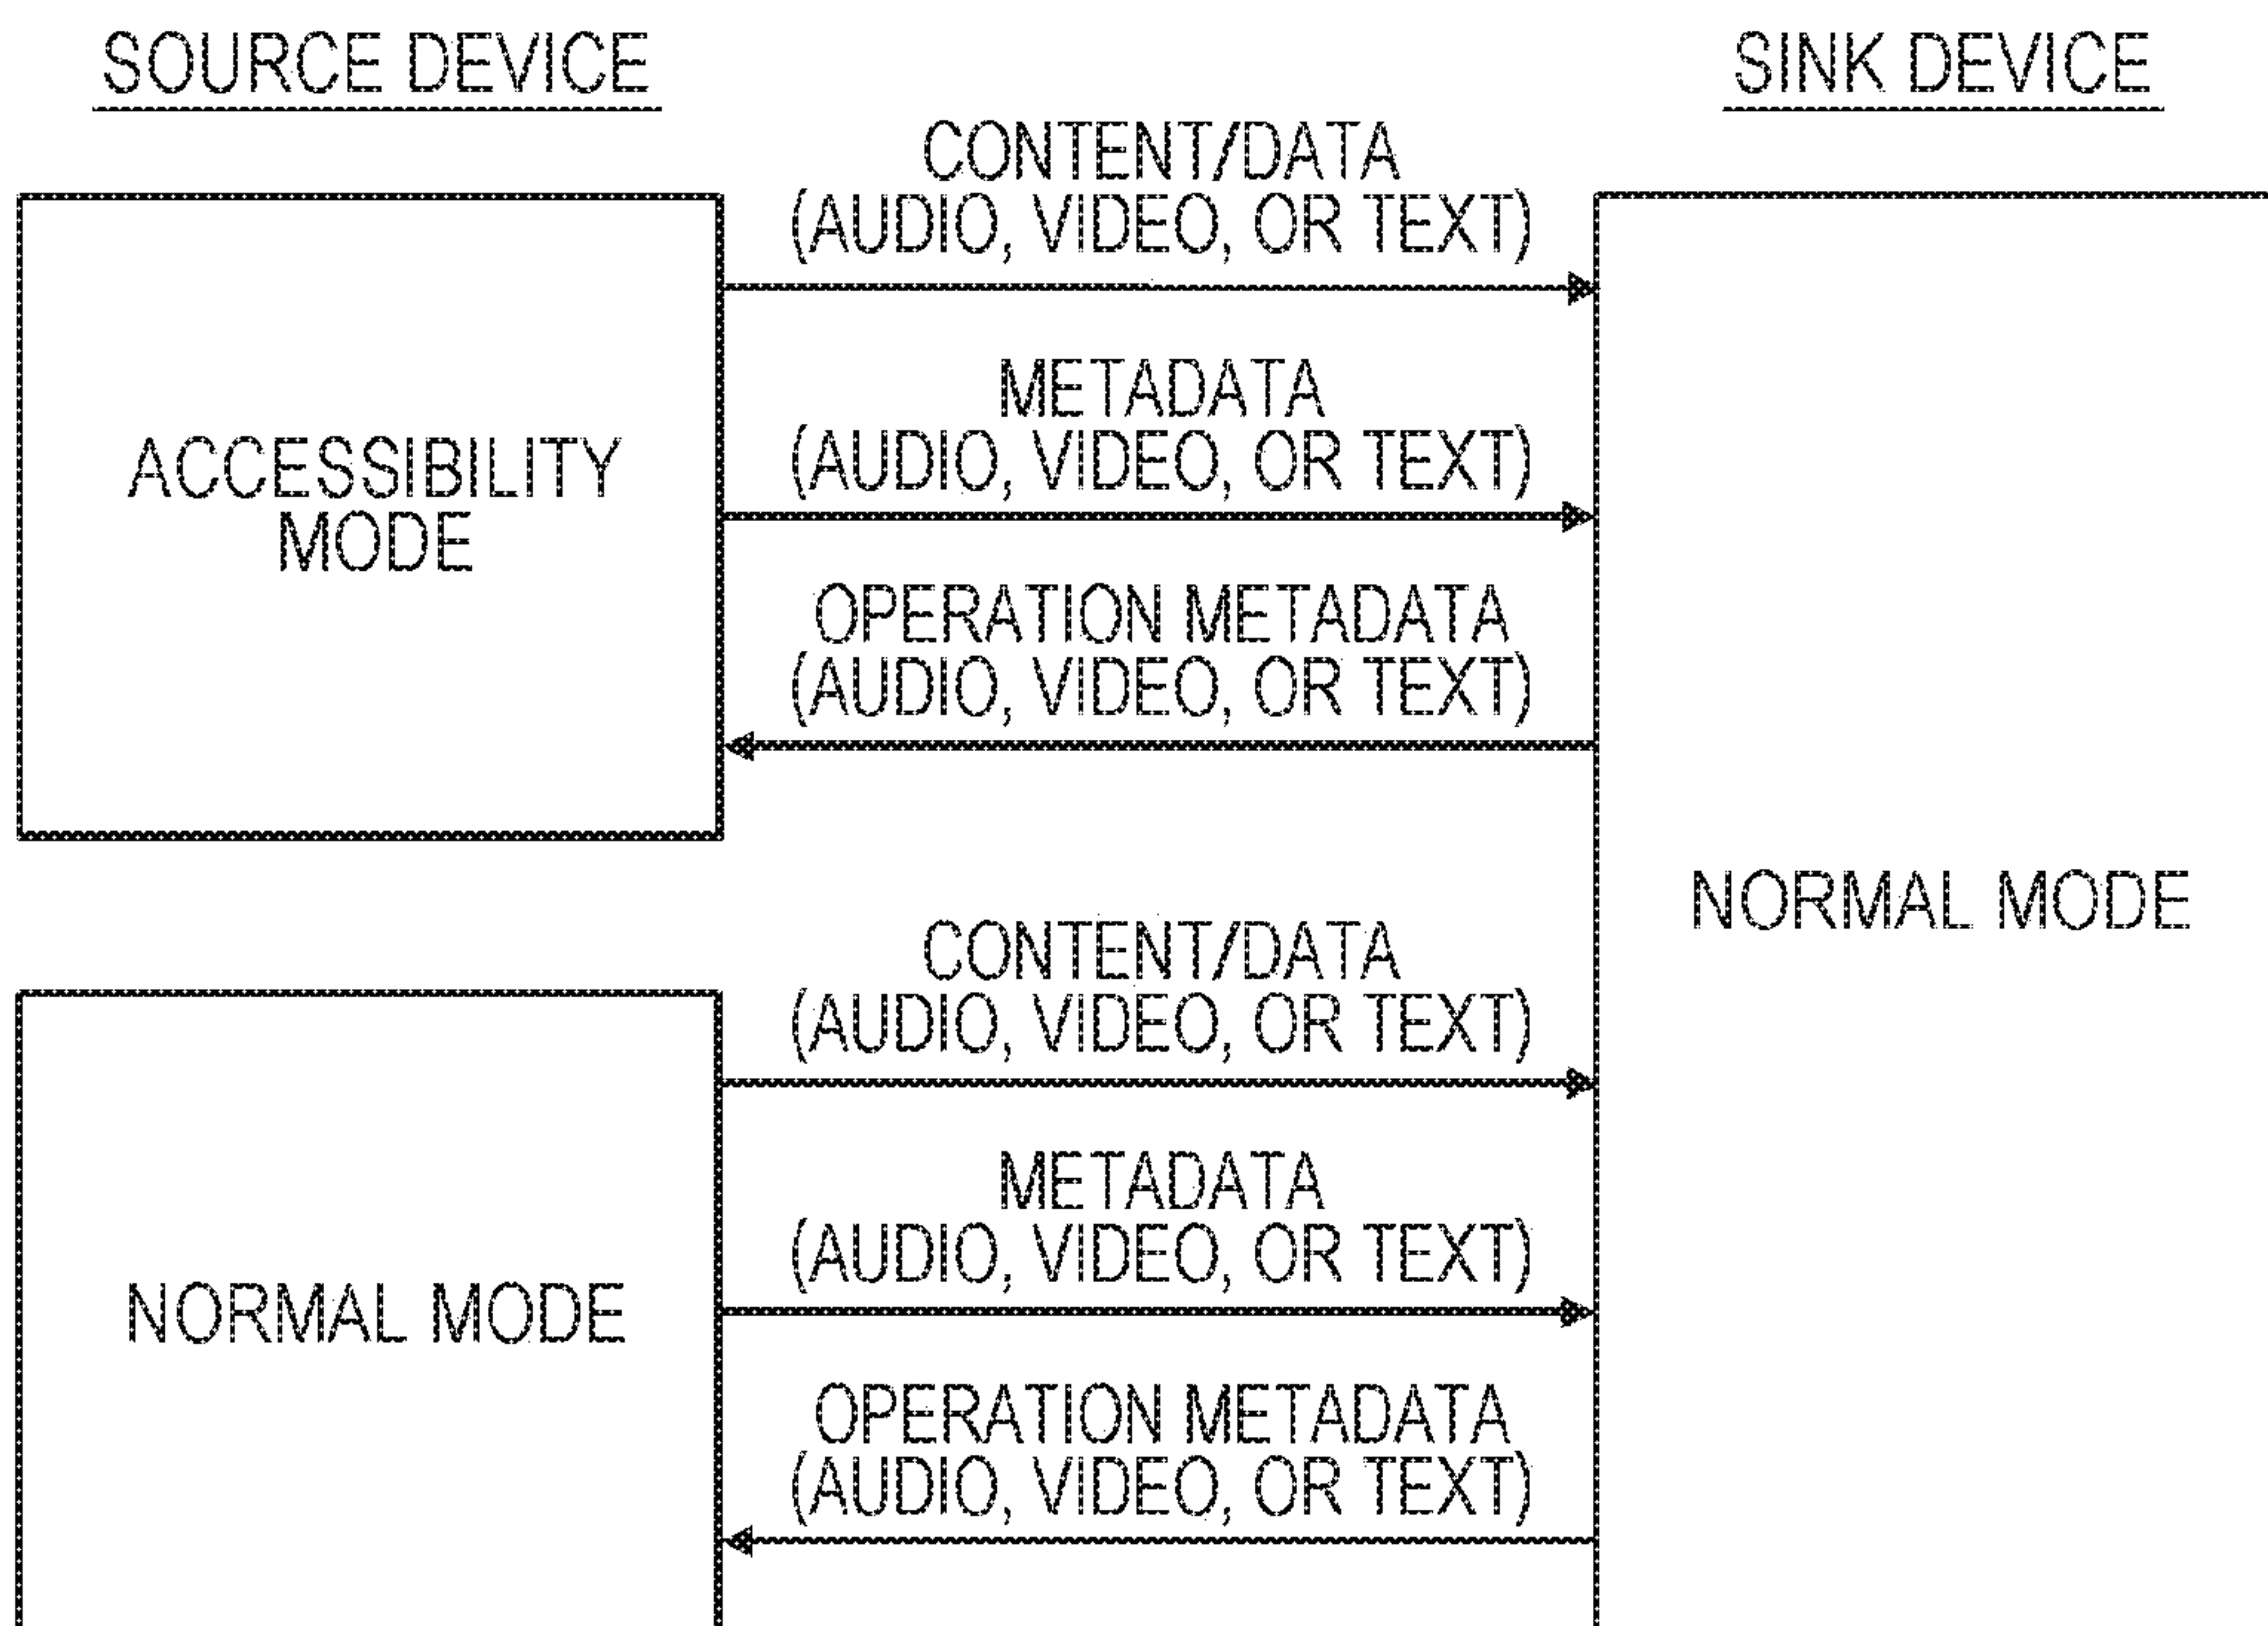 SOURCE DEVICE
SINK DEVICE
CONTENT/DATA
(AUDIO, VIDEO, OR TEXT)
METADATA
(AUDIO, VIDEO, OR TEXT)
ACCESSIBILITY
MODE
OPERATION METADATA
(AUDIO, VIDEO, OR TEXT)
NORMAL MODE
CONTENT/DATA
(AUDIO, VIDEO, OR TEXT)
METADATA
(AUDIO, VIDEO, OR TEXT)
NORMAL MODE
OPERATION METADATA
(AUDIO, VIDEO, OR TEXT)